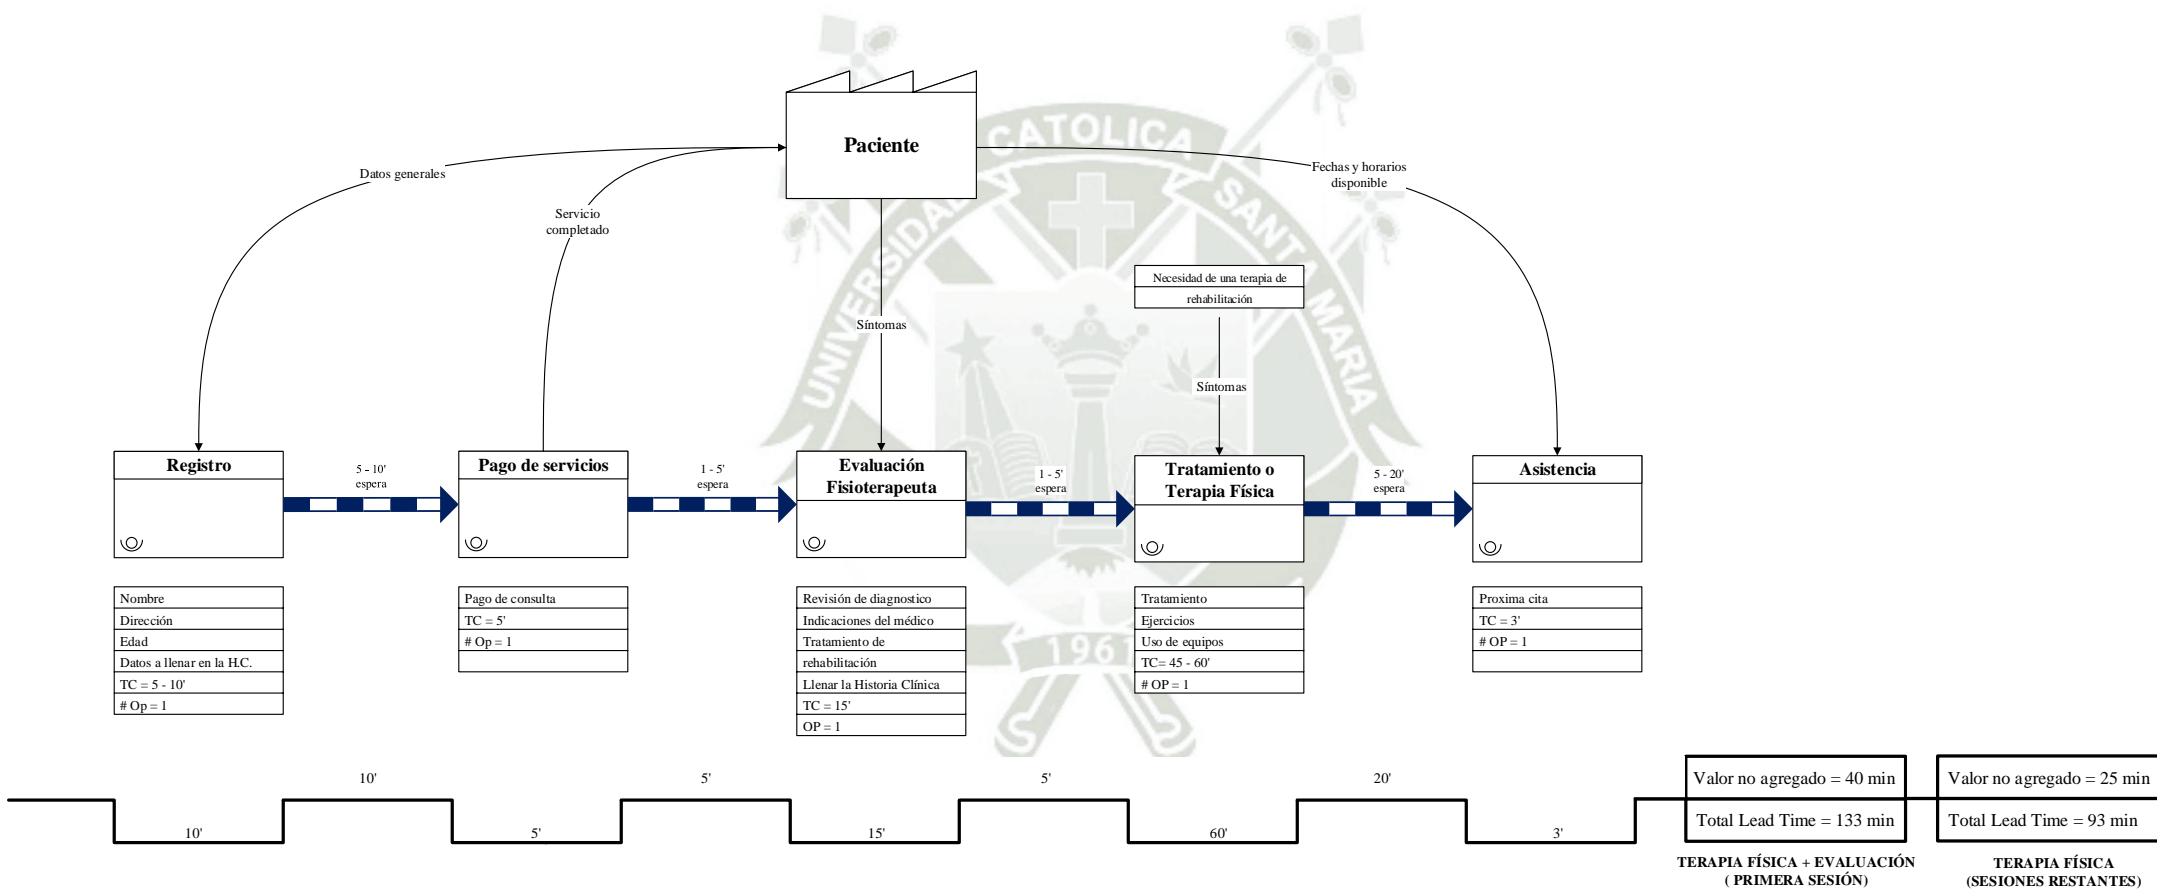 UNIVERSIDAD CATOLICA SANTA MARIA
1961
Paciente
Datos generales
Servicio
completado
Síntomas
Fechas y horarios
disponible
Necesidad de una terapia de
rehabilitación
Síntomas
Registro
5 - 10'
espera
Pago de servicios
1 - 5'
espera
Evaluación
Fisioterapeuta
1 - 5'
espera
Tratamiento o
Terapia Física
5 - 20'
espera
Asistencia
Nombre
Dirección
Edad
Datos a llenar en la H.C.
TC = 5 - 10'
# Op = 1
Pago de consulta
TC = 5'
# Op = 1
Revisión de diagnostico
Indicaciones del médico
Tratamiento de
rehabilitación
Llenar la Historia Clínica
TC = 15'
OP = 1
Tratamiento
Ejercicios
Uso de equipos
TC= 45 - 60'
# OP = 1
Proxima cita
TC = 3'
# OP = 1
10'
5'
5'
20'
10'
5'
15'
60'
3'
Valor no agregado = 40 min
Total Lead Time = 133 min
TERAPIA FÍSICA + EVALUACIÓN
( PRIMERA SESIÓN)
Valor no agregado = 25 min
Total Lead Time = 93 min
TERAPIA FÍSICA
(SESIONES RESTANTES)